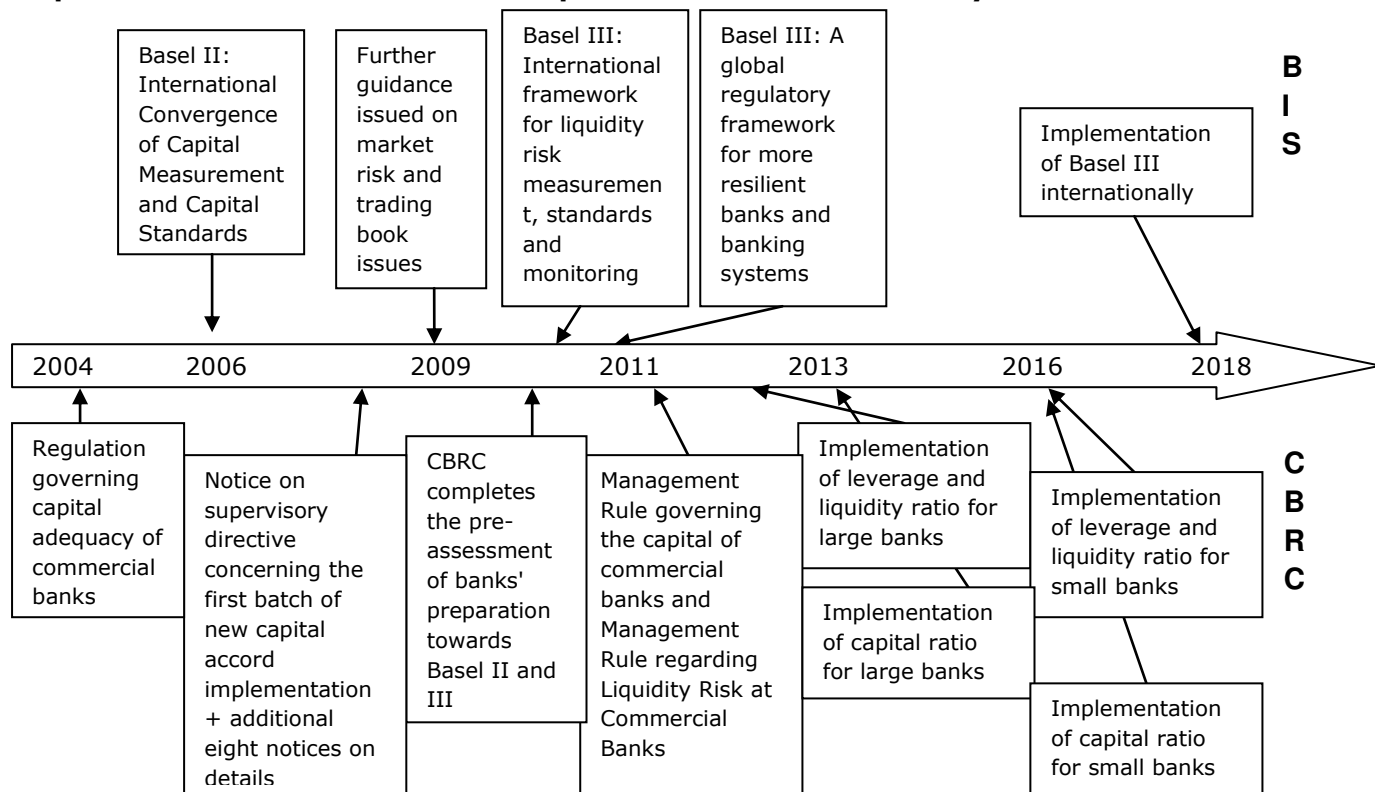 Basel II:
International
Convergence
of Capital
Measurement
and Capital
Standards
Further
guidance
issued on
market
risk and
trading
book
issues
Basel III:
International
framework
for liquidity
risk
measuremen
t, standards
and
monitoring
Basel III: A
global
regulatory
framework
for more
resilient
banks and
banking
systems
Implementation
of Basel III
internationally
B
I
S
2004 2006 2009 2011 2013 2016 2018
Regulation
governing
capital
adequacy of
commercial
banks
Notice on
supervisory
directive
concerning the
first batch of
new capital
accord
implementation
+ additional
eight notices on
details
CBRC
completes
the pre-
assessment
of banks'
preparation
towards
Basel II and
III
Management
Rule governing
the capital of
commercial
banks and
Management
Rule regarding
Liquidity Risk at
Commercial
Banks
Implementation
of leverage and
liquidity ratio for
large banks
Implementation
of capital ratio
for large banks
Implementation
of leverage and
liquidity ratio for
small banks
Implementation
of capital ratio
for small banks
C
B
R
C